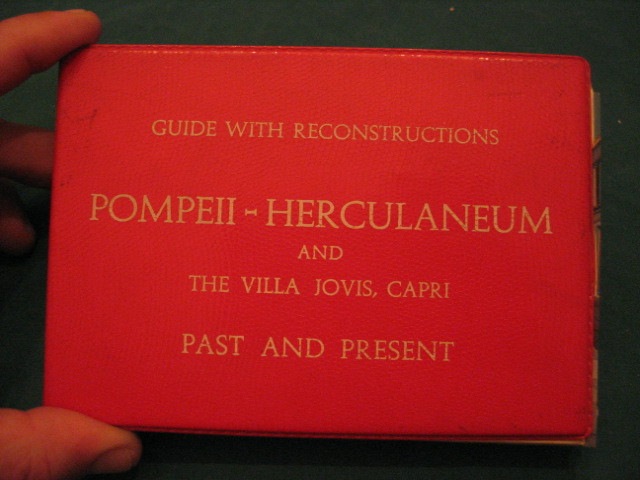 GUIDE WITH RECONSTRUCTIONS
POMPEII - HERCULANEUM
AND
THE VILLA JOVIS, CAPRI
PAST AND PRESENT